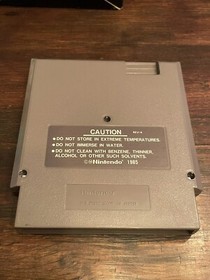 CAUTION
● DO NOT STORE IN EXTREME TEMPERATURES.
● DO NOT IMMERSE IN WATER.
● DO NOT CLEAN WITH BENZENE, THINNER,
ALCOHOL OR OTHER SUCH SOLVENTS.
Nintendo 1985